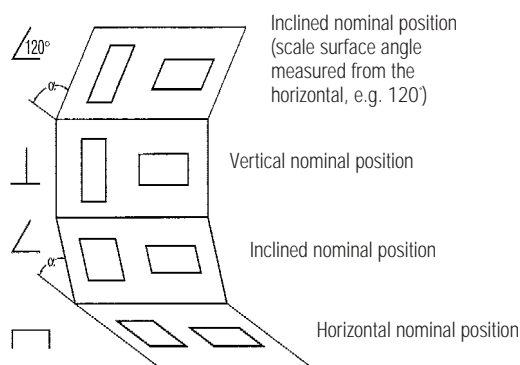 Inclined nominal position
(scale surface angle
measured from the
horizontal, e.g. 120°)
120°
α
Vertical nominal position
Inclined nominal position
α
Horizontal nominal position